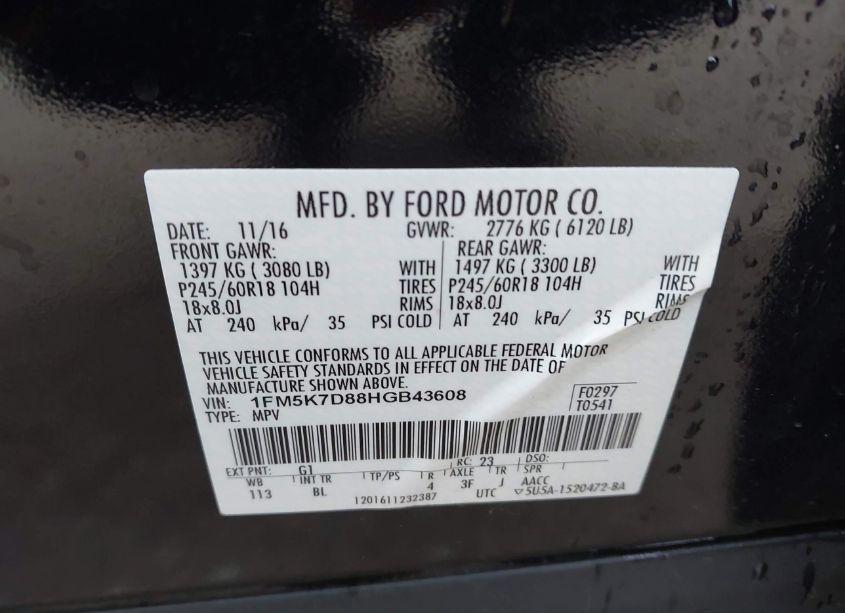 MFD. BY FORD MOTOR CO.
DATE: 11/16 GVWR: 2776 KG ( 6120 LB)
FRONT GAWR: REAR GAWR:
1397 KG ( 3080 LB) WITH 1497 KG ( 3300 LB) WITH
P245/60R18 104H TIRES P245/60R18 104H TIRES
18x8.0J RIMS 18x8.0J RIMS
AT 240 kPa/ 35 PSI COLD AT 240 kPa/ 35 PSI COLD
THIS VEHICLE CONFORMS TO ALL APPLICABLE FEDERAL MOTOR
VEHICLE SAFETY STANDARDS IN EFFECT ON THE DATE OF
MANUFACTURE SHOWN ABOVE.
VIN: 1FM5K7D88HGB43608 F0297
TYPE: MPV T0541
EXT PNT: G1 RC: 23 DSO:
WB INT TR TP/PS R AXLE TR SPR
113 BL 4 3F J AACC
1201611232387 UTC ▽5U5A-1520472-BA